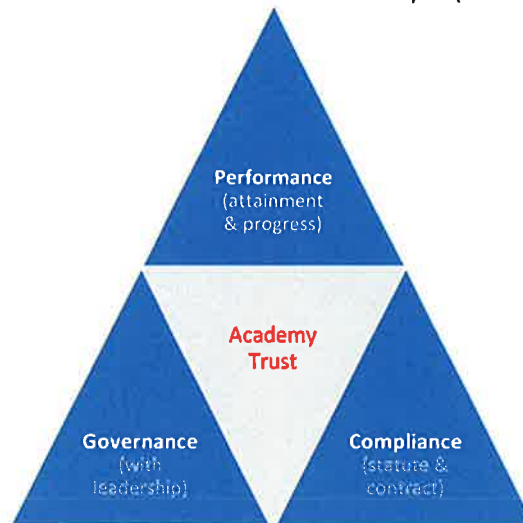 Performance
(attainment
& progress)
Academy
Trust
Governance
(with
leadership)
Compliance
(statute &
contract)